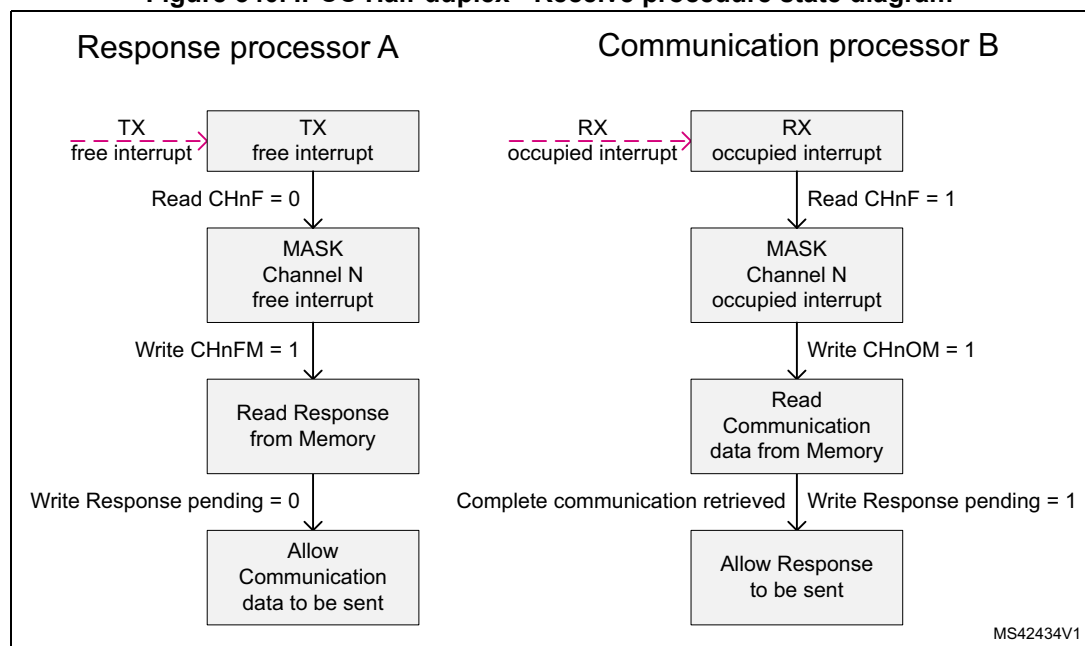 Half-duplex - Receive procedure state diagram
Response processor A
Communication processor B
TX
free interrupt
TX
free interrupt
Read CHnF = 0
MASK
Channel N
free interrupt
Write CHnFM = 1
Read Response
from Memory
Write Response pending = 0
Allow
Communication
data to be sent
RX
occupied interrupt
RX
occupied interrupt
Read CHnF = 1
MASK
Channel N
occupied interrupt
Write CHnOM = 1
Read
Communication
data from Memory
Complete communication retrieved
Write Response pending = 1
Allow Response
to be sent
MS42434V1